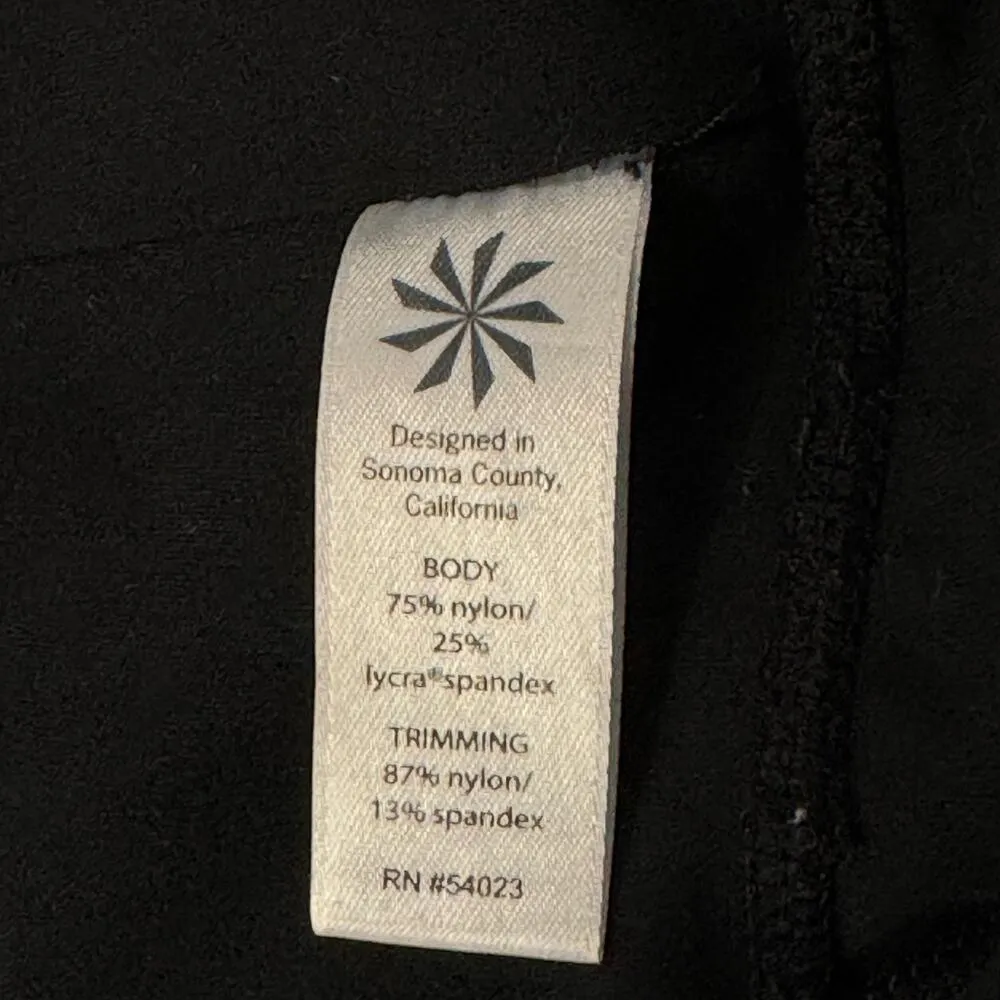 Designed in
Sonoma County,
California
BODY
75% nylon/
25%
lycra® spandex
TRIMMING
87% nylon/
13% spandex
RN #54023